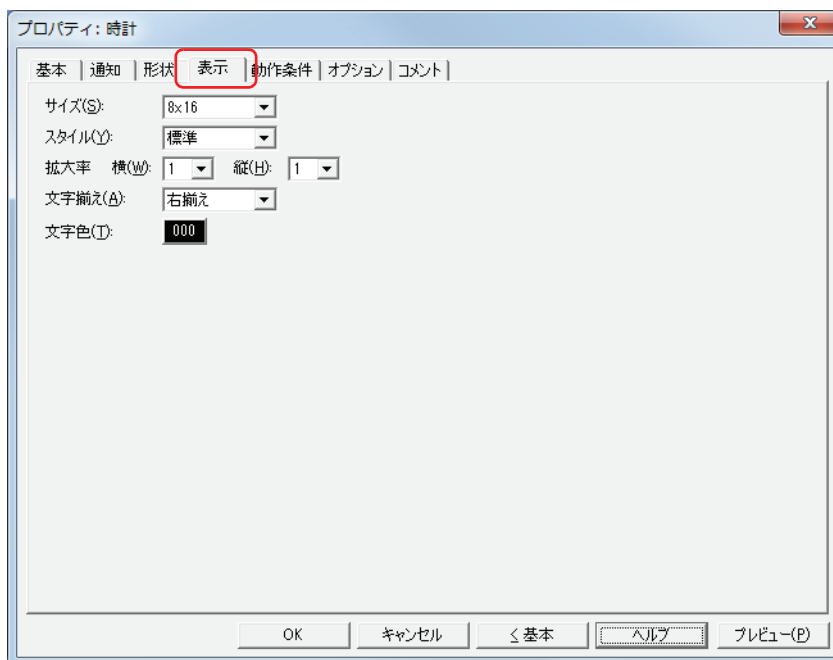 プロパティ: 時計
基本 通知 形状 表示 動作条件 オプション コメント
サイズ(S): 8x16
スタイル(Y): 標準
拡大率 横(W): 1 縦(H): 1
文字揃え(A): 右揃え
文字色(T): 000
OK キャンセル < 基本 ヘルプ プレビュー(P)